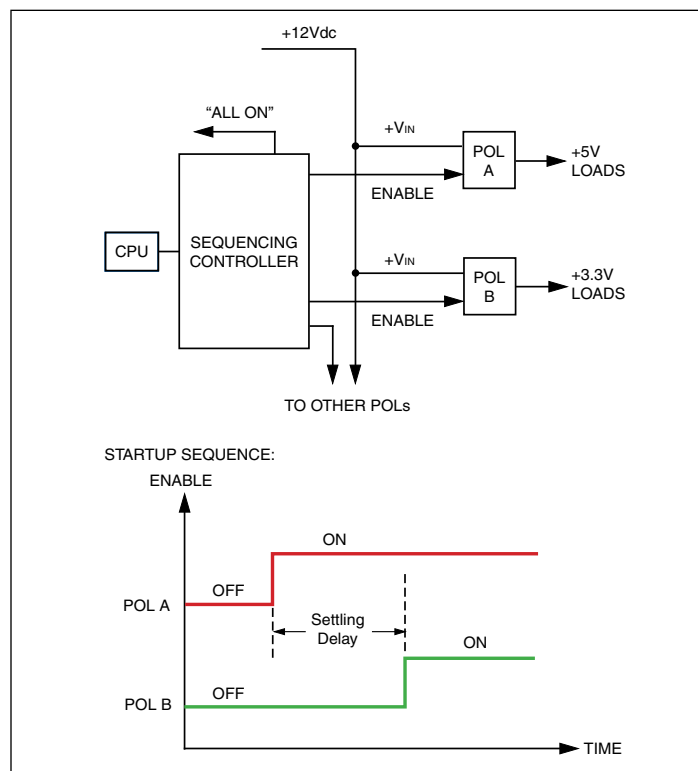 +12Vdc
“ALL ON”
+VIN
POL
A
+5V
LOADS
ENABLE
CPU
SEQUENCING
CONTROLLER
+VIN
POL
B
+3.3V
LOADS
ENABLE
TO OTHER POLs
STARTUP SEQUENCE:
ENABLE
ON
OFF
POL A
Settling
Delay
ON
OFF
POL B
TIME